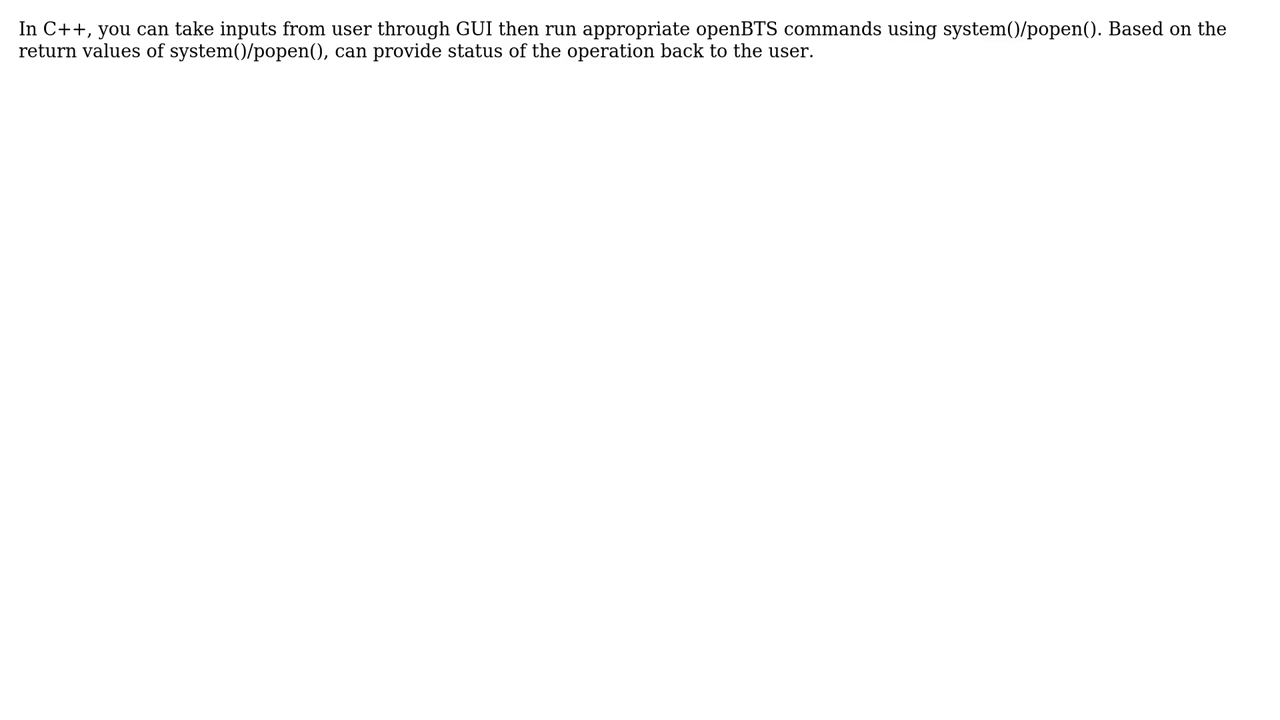 In C++, you can take inputs from user through GUI then run appropriate openBTS commands using system()/popen(). Based on the
return values of system()/popen(), can provide status of the operation back to the user.